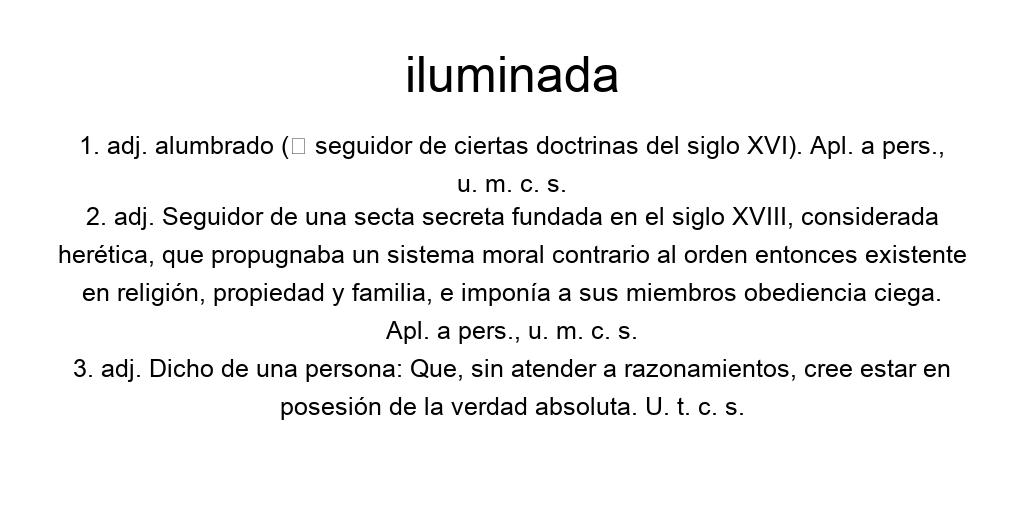 iluminada
1. adj. alumbrado (□ seguidor de ciertas doctrinas del siglo XVI). Apl. a pers.,
u. m. c. s.
2. adj. Seguidor de una secta secreta fundada en el siglo XVIII, considerada
herética, que propugnaba un sistema moral contrario al orden entonces existente
en religión, propiedad y familia, e imponía a sus miembros obediencia ciega.
Apl. a pers., u. m. c. s.
3. adj. Dicho de una persona: Que, sin atender a razonamientos, cree estar en
posesión de la verdad absoluta. U. t. c. s.